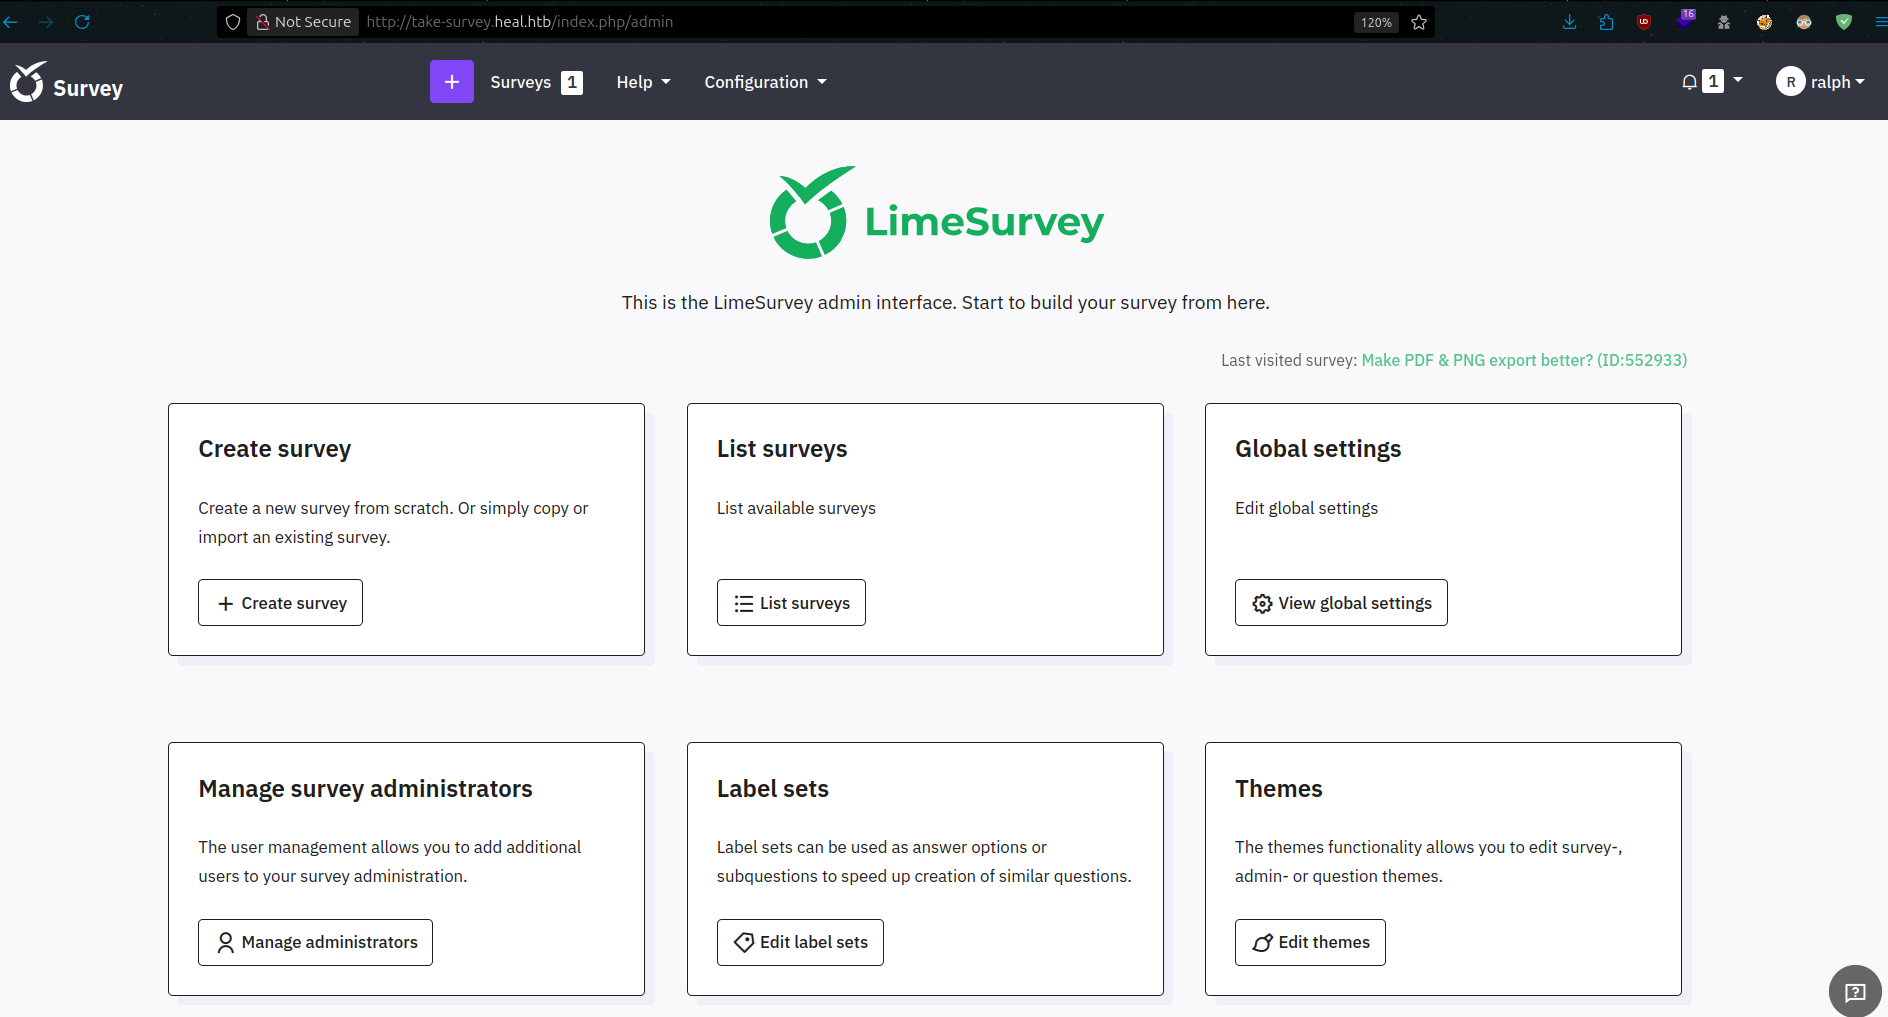 Not Secure http://take-survey.heal.htb/index.php/admin 120% UD 16
Survey + Surveys 1 Help Configuration 1 R ralph
LimeSurvey
This is the LimeSurvey admin interface. Start to build your survey from here.
Last visited survey: Make PDF & PNG export better? (ID:552933)
Create survey
Create a new survey from scratch. Or simply copy or
import an existing survey.
+ Create survey
List surveys
List available surveys
List surveys
Global settings
Edit global settings
View global settings
Manage survey administrators
The user management allows you to add additional
users to your survey administration.
Manage administrators
Label sets
Label sets can be used as answer options or
subquestions to speed up creation of similar questions.
Edit label sets
Themes
The themes functionality allows you to edit survey-,
admin- or question themes.
Edit themes